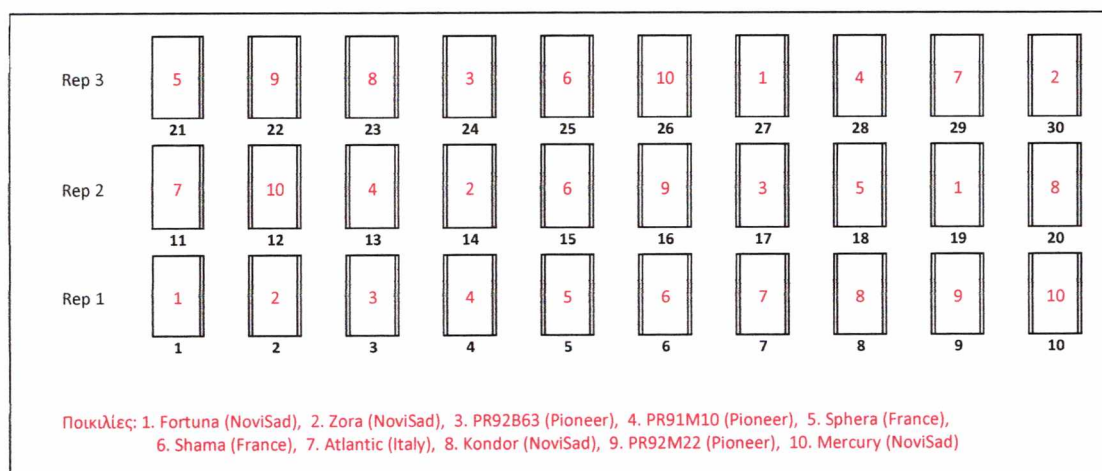 Rep 3 5 9 8 3 6 10 1 4 7 2
21 22 23 24 25 26 27 28 29 30
Rep 2 7 10 4 2 6 9 3 5 1 8
11 12 13 14 15 16 17 18 19 20
Rep 1 1 2 3 4 5 6 7 8 9 10
1 2 3 4 5 6 7 8 9 10
Ποικιλίες: 1. Fortuna (NoviSad), 2. Zora (NoviSad), 3. PR92B63 (Pioneer), 4. PR91M10 (Pioneer), 5. Sphera (France),
6. Shama (France), 7. Atlantic (Italy), 8. Kondor (NoviSad), 9. PR92M22 (Pioneer), 10. Mercury (NoviSad)